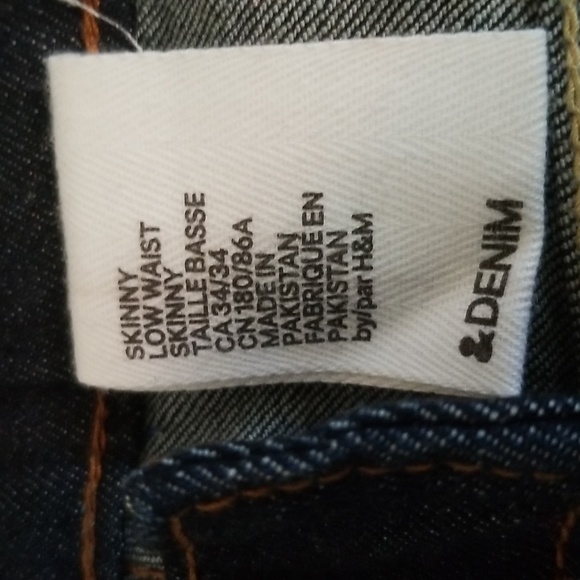 SKINNY
LOW WAIST
SKINNY
TAILLE BASSE
CA 34/34
CN 180/86A
MADE IN
PAKISTAN
FABRIQUE EN
PAKISTAN
by/par H&M
&DENIM